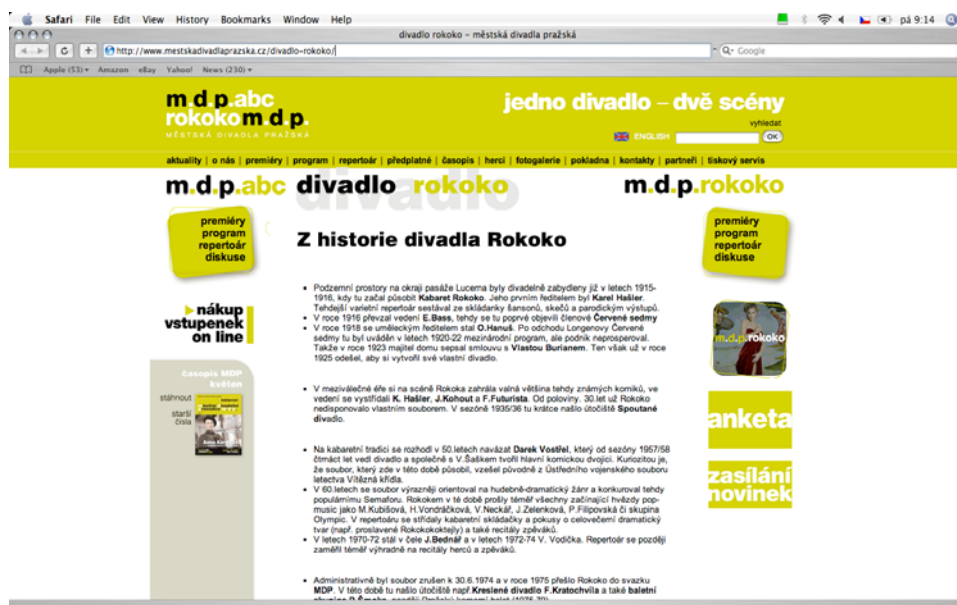 Safari File Edit View History Bookmarks Window Help
pá 9:14
divadlo rokoko – městská divadla pražská
http://www.mestskadivadlaprazska.cz/divadlo-rokoko/
Google
Apple (53) Amazon eBay Yahoo! News (230)
m.d.p.abc
rokokom.d.p.
MĚSTSKÁ DIVADLA PRAŽSKÁ
jedno divadlo – dvě scény
vyhledat
ENGLISH
OK
aktuality | o nás | premiéry | program | repertoár | předplatné | časopis | herci | fotogalerie | pokladna | kontakty | partneři | tiskový servis
m.d.p.abc
divadlo
divadlo rokoko
m.d.p.rokoko
premiéry
program
repertoár
diskuse
nákup
vstupenek
on line
časopis MDP
květen
stáhnout
starší
čísla
Z historie divadla Rokoko
Podzemní prostory na okraji pasáže Lucerna byly divadelně zabydleny již v letech 1915-
1916, kdy tu začal působit Kabaret Rokoko. Jeho prvním ředitelem byl Karel Hašler.
Tehdejší varietní repertoár sestával ze skládanky šansonů, skečů a parodickým výstupů.
V roce 1916 převzal vedení E.Bass, tehdy se tu poprvé objevili členové Červené sedmy
V roce 1918 se uměleckým ředitelem stal O.Hanuš. Po odchodu Longenovy Červené
sedmy tu byl uváděn v letech 1920-22 mezinárodní program, ale podnik neprosperoval.
Takže v roce 1923 majitel domu sepsal smlouvu s Vlastou Burianem. Ten však už v roce
1925 odešel, aby si vytvořil své vlastní divadlo.
V meziválečné éře si na scéně Rokoka zahrála valná většina tehdy známých komiků, ve
vedení se vystřídali K. Hašler, J.Kohout a F.Futurista. Od poloviny. 30.let už Rokoko
nedisponovalo vlastním souborem. V sezóně 1935/36 tu krátce našlo útočiště Spoutané
divadlo.
Na kabaretní tradici se rozhodl v 50.letech navázat Darek Vostřel, který od sezóny 1957/58
čtrnáct let vedl divadlo a společně s V.Šaškem tvořil hlavní komickou dvojici. Kuriozitou je,
že soubor, který zde v této době působil, vzešel původně z Ústředního vojenského souboru
letectva Vítězná křídla.
V 60.letech se soubor výrazněji orientoval na hudebně-dramatický žánr a konkuroval tehdy
populárnímu Semaforu. Rokokem v té době prošly téměř všechny začínající hvězdy pop-
music jako M.Kubišová, H.Vondráčková, V.Neckář, J.Zelenková, P.Filipovská či skupina
Olympic. V repertoáru se střídaly kabaretní skládačky a pokusy o celovečerní dramatický
tvar (např. proslavené Rokokokoktejly) a také recitály zpěváků.
V letech 1970-72 stál v čele J.Bednář a v letech 1972-74 V. Vodička. Repertoár se později
zaměřil téměř výhradně na recitály herců a zpěváků.
Administrativně byl soubor zrušen k 30.6.1974 a v roce 1975 přešlo Rokoko do svazku
MDP. V této době tu našlo útočiště např.Kreslené divadlo F.Kratochvíla a také baletní
premiéry
program
repertoár
diskuse
m.d.p.rokoko
anketa
zasílání
novinek